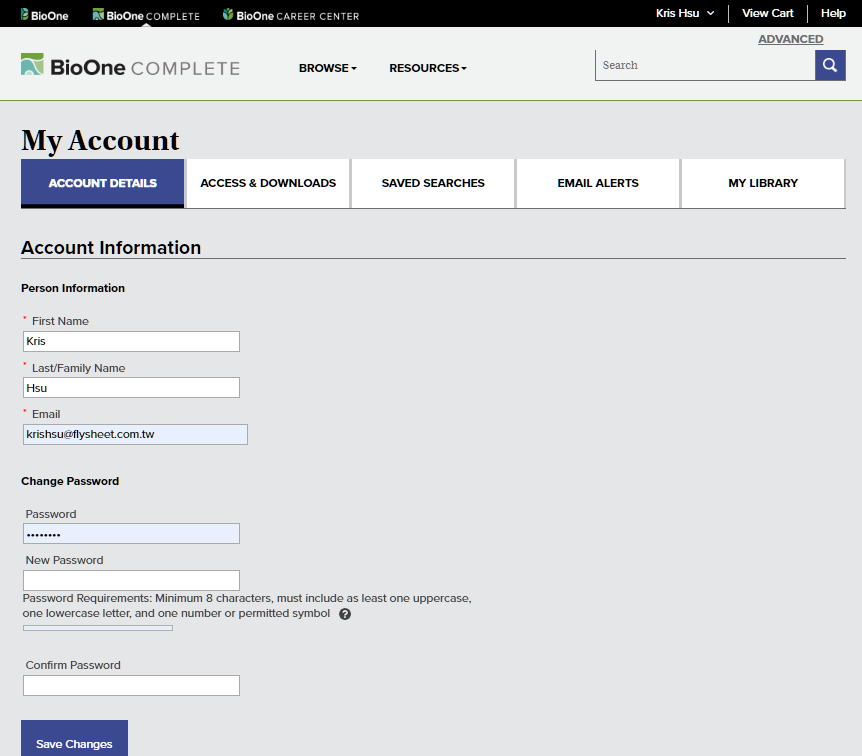 BioOne BioOne COMPLETE BioOne CAREER CENTER Kris Hsu View Cart Help
ADVANCED
BioOne COMPLETE BROWSE RESOURCES Search
My Account
ACCOUNT DETAILS ACCESS & DOWNLOADS SAVED SEARCHES EMAIL ALERTS MY LIBRARY
Account Information
Person Information
* First Name
Kris
* Last/Family Name
Hsu
* Email
krishsu@flysheet.com.tw
Change Password
Password
••••••••
New Password
Password Requirements: Minimum 8 characters, must include as least one uppercase,
one lowercase letter, and one number or permitted symbol ?
Confirm Password
Save Changes